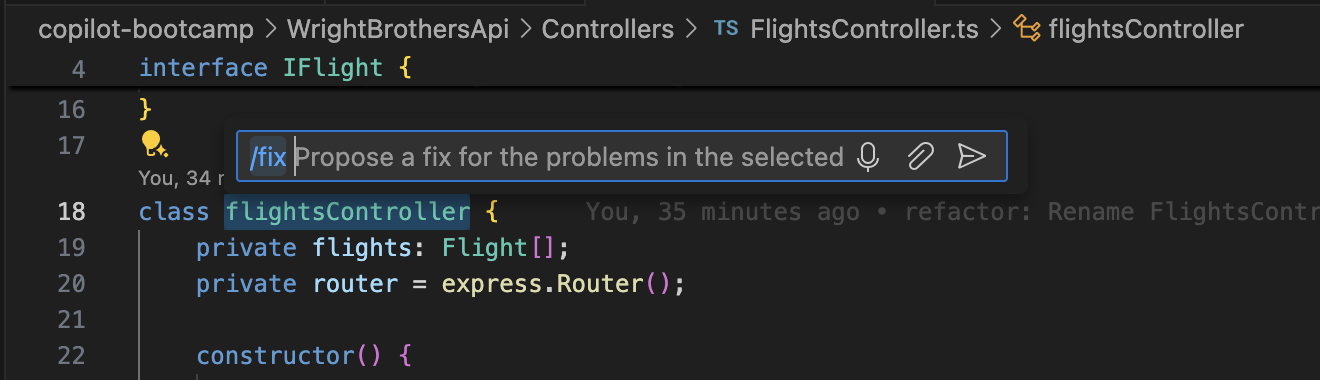 copilot-bootcamp > WrightBrothersApi > Controllers > TS FlightsController.ts > flightsController
4 interface IFlight {
16 }
17
/fix Propose a fix for the problems in the selected
You, 34
18 class flightsController { You, 35 minutes ago • refactor: Rename FlightsContr
19 private flights: Flight[];
20 private router = express.Router();
21
22 constructor() {